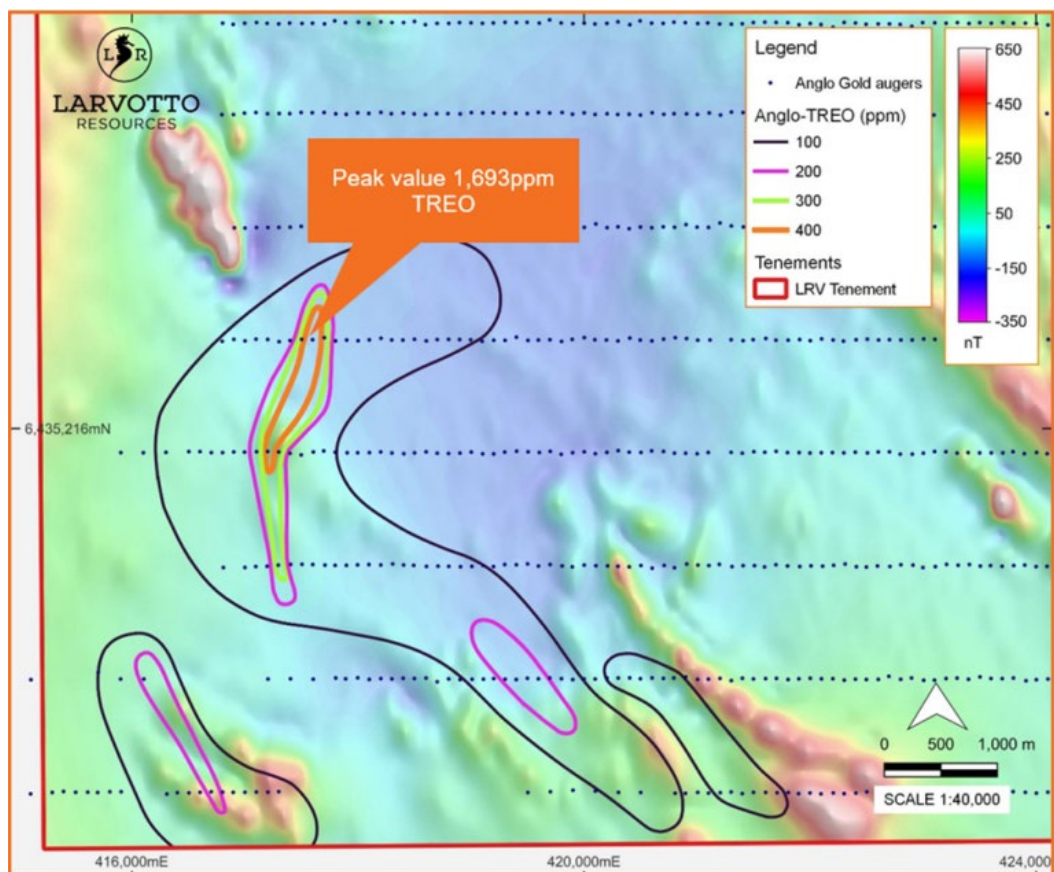 L R
LARVOTTO
RESOURCES
Peak value 1,693ppm
TREO
Legend
Anglo Gold augers
Anglo-TREO (ppm)
100
200
300
400
Tenements
LRV Tenement
650
450
250
50
-150
-350
nT
6,435,216mN
0 500 1,000 m
SCALE 1:40,000
416,000mE 420,000mE 424,000